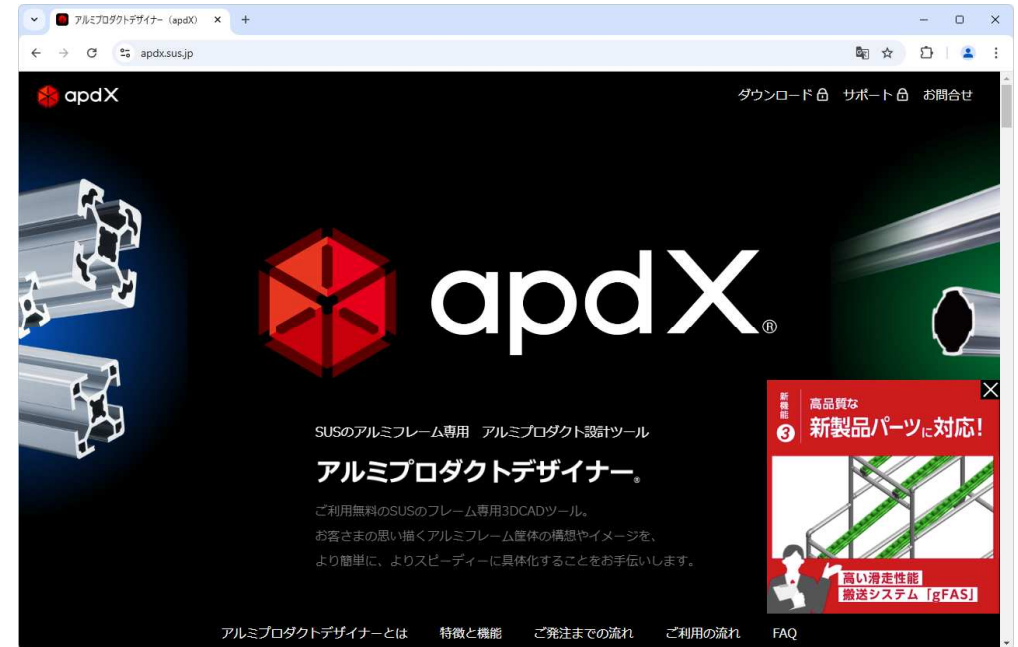 アルミプロダクトデザイナー（apdX）
apdx.sus.jp
apdX
ダウンロード サポート お問合せ
apdX®
SUSのアルミフレーム専用 アルミプロダクト設計ツール
アルミプロダクトデザイナー®
ご利用無料のSUSのフレーム専用3DCADツール。
お客さまの思い描くアルミフレーム筐体の構想やイメージを、
より簡単に、よりスピーディーに具体化することをお手伝いします。
新機能3
高品質な
新製品パーツに対応！
高い滑走性能
搬送システム「gFAS」
アルミプロダクトデザイナーとは 特徴と機能 ご発注までの流れ ご利用の流れ FAQ